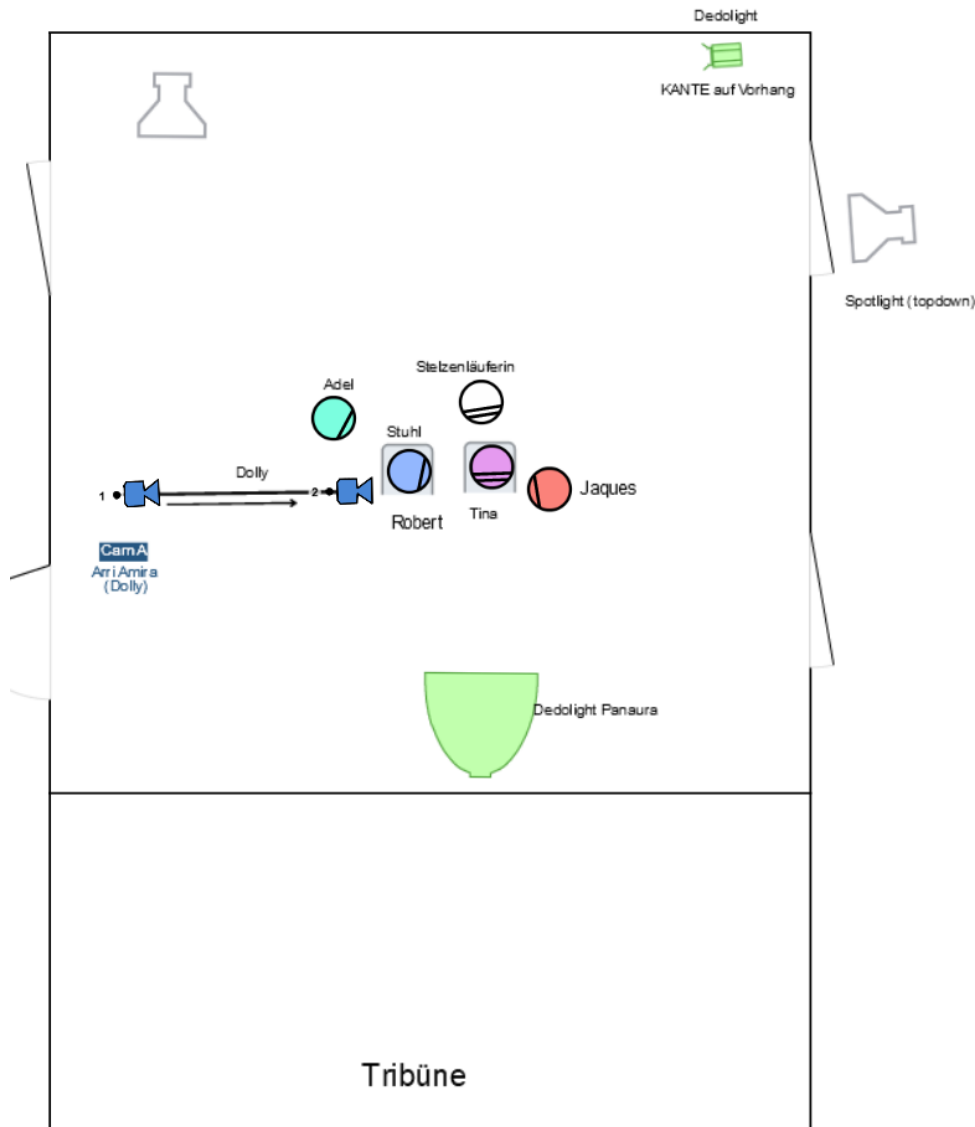 Dedolight
KANTE auf Vorhang
Spotlight (topdown)
Stelzenläuferin
Adel
Stuhl
Dolly
1
2
Jaques
Tina
Robert
Cam A
Arri Amira
(Dolly)
Dedolight Panaura
Tribüne